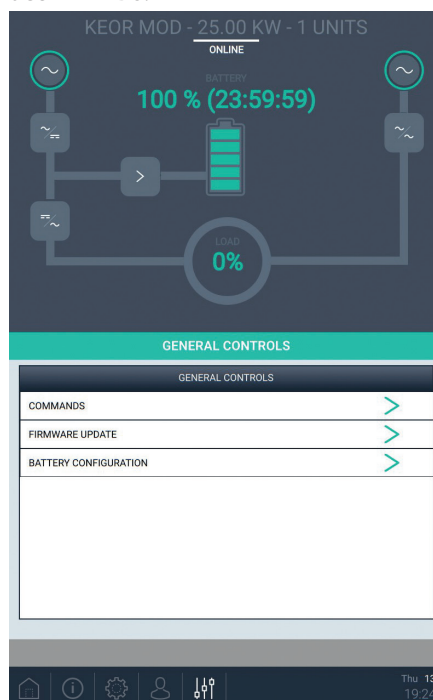 KEOR MOD - 25.00 KW - 1 UNITS
ONLINE
BATTERY
100 % (23:59:59)
LOAD
0%
GENERAL CONTROLS
GENERAL CONTROLS
COMMANDS
FIRMWARE UPDATE
BATTERY CONFIGURATION
Thu 13
19:24